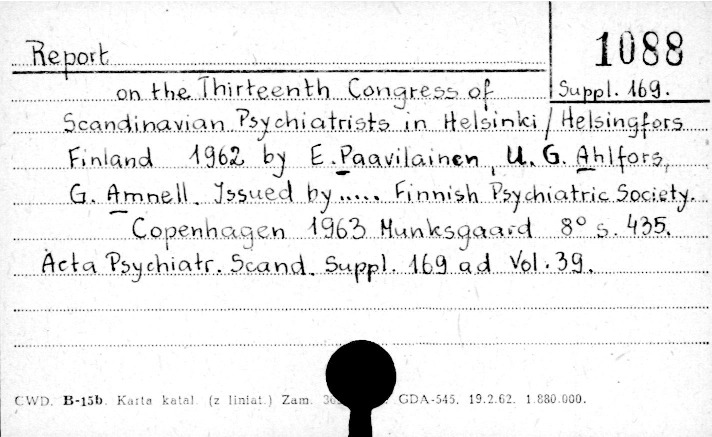 Report
1088
Suppl. 169.
on the Thirteenth Congress of
Scandinavian Psychiatrists in Helsinki/Helsingfors
Finland 1962 by E. Paavilainen, U. G. Ahlfors,
G. Amnell. Issued by..... Finnish Psychiatric Society.
Copenhagen 1963 Munksgaard 8° s. 435.
Acta Psychiatr. Scand. Suppl. 169 ad Vol. 39.
CWD. B-15b. Karta katal. (z liniat.) Zam. GDA-545. 19.2.62. 1.880.000.